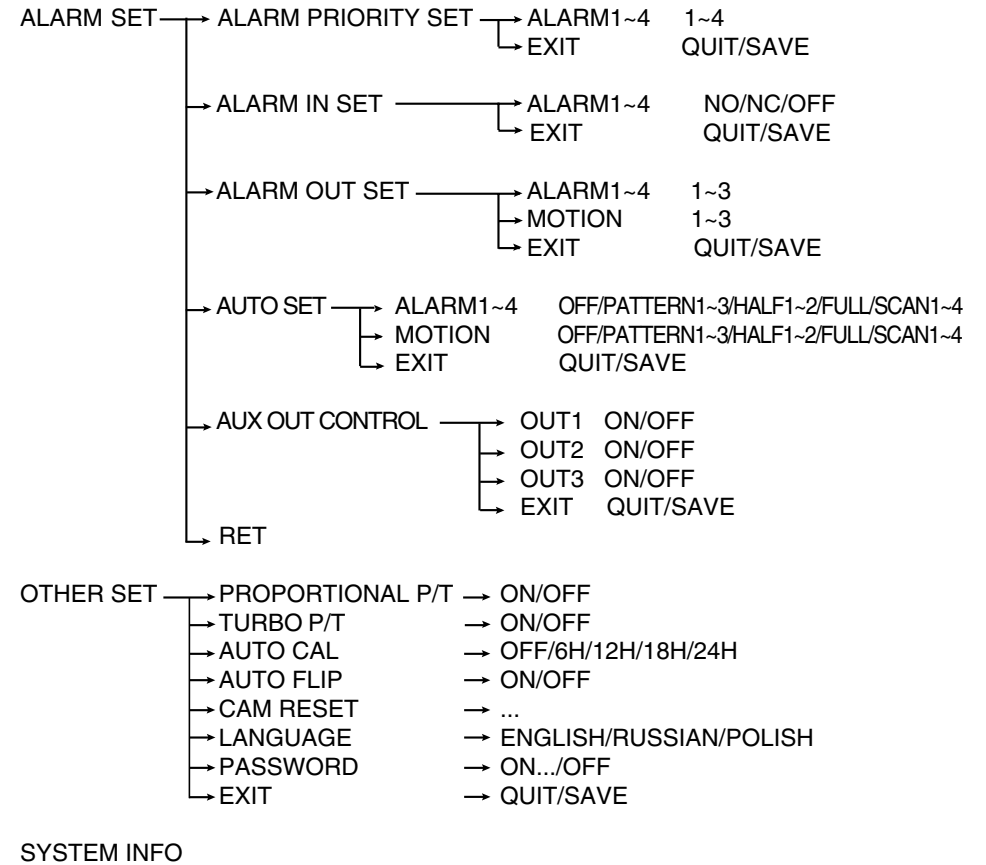 ALARM SET ALARM PRIORITY SET ALARM1~4 1~4
EXIT QUIT/SAVE
ALARM IN SET ALARM1~4 NO/NC/OFF
EXIT QUIT/SAVE
ALARM OUT SET ALARM1~4 1~3
MOTION 1~3
EXIT QUIT/SAVE
AUTO SET ALARM1~4 OFF/PATTERN1~3/HALF1~2/FULL/SCAN1~4
MOTION OFF/PATTERN1~3/HALF1~2/FULL/SCAN1~4
EXIT QUIT/SAVE
AUX OUT CONTROL OUT1 ON/OFF
OUT2 ON/OFF
OUT3 ON/OFF
EXIT QUIT/SAVE
RET
OTHER SET PROPORTIONAL P/T ON/OFF
TURBO P/T ON/OFF
AUTO CAL OFF/6H/12H/18H/24H
AUTO FLIP ON/OFF
CAM RESET ...
LANGUAGE ENGLISH/RUSSIAN/POLISH
PASSWORD ON.../OFF
EXIT QUIT/SAVE
SYSTEM INFO